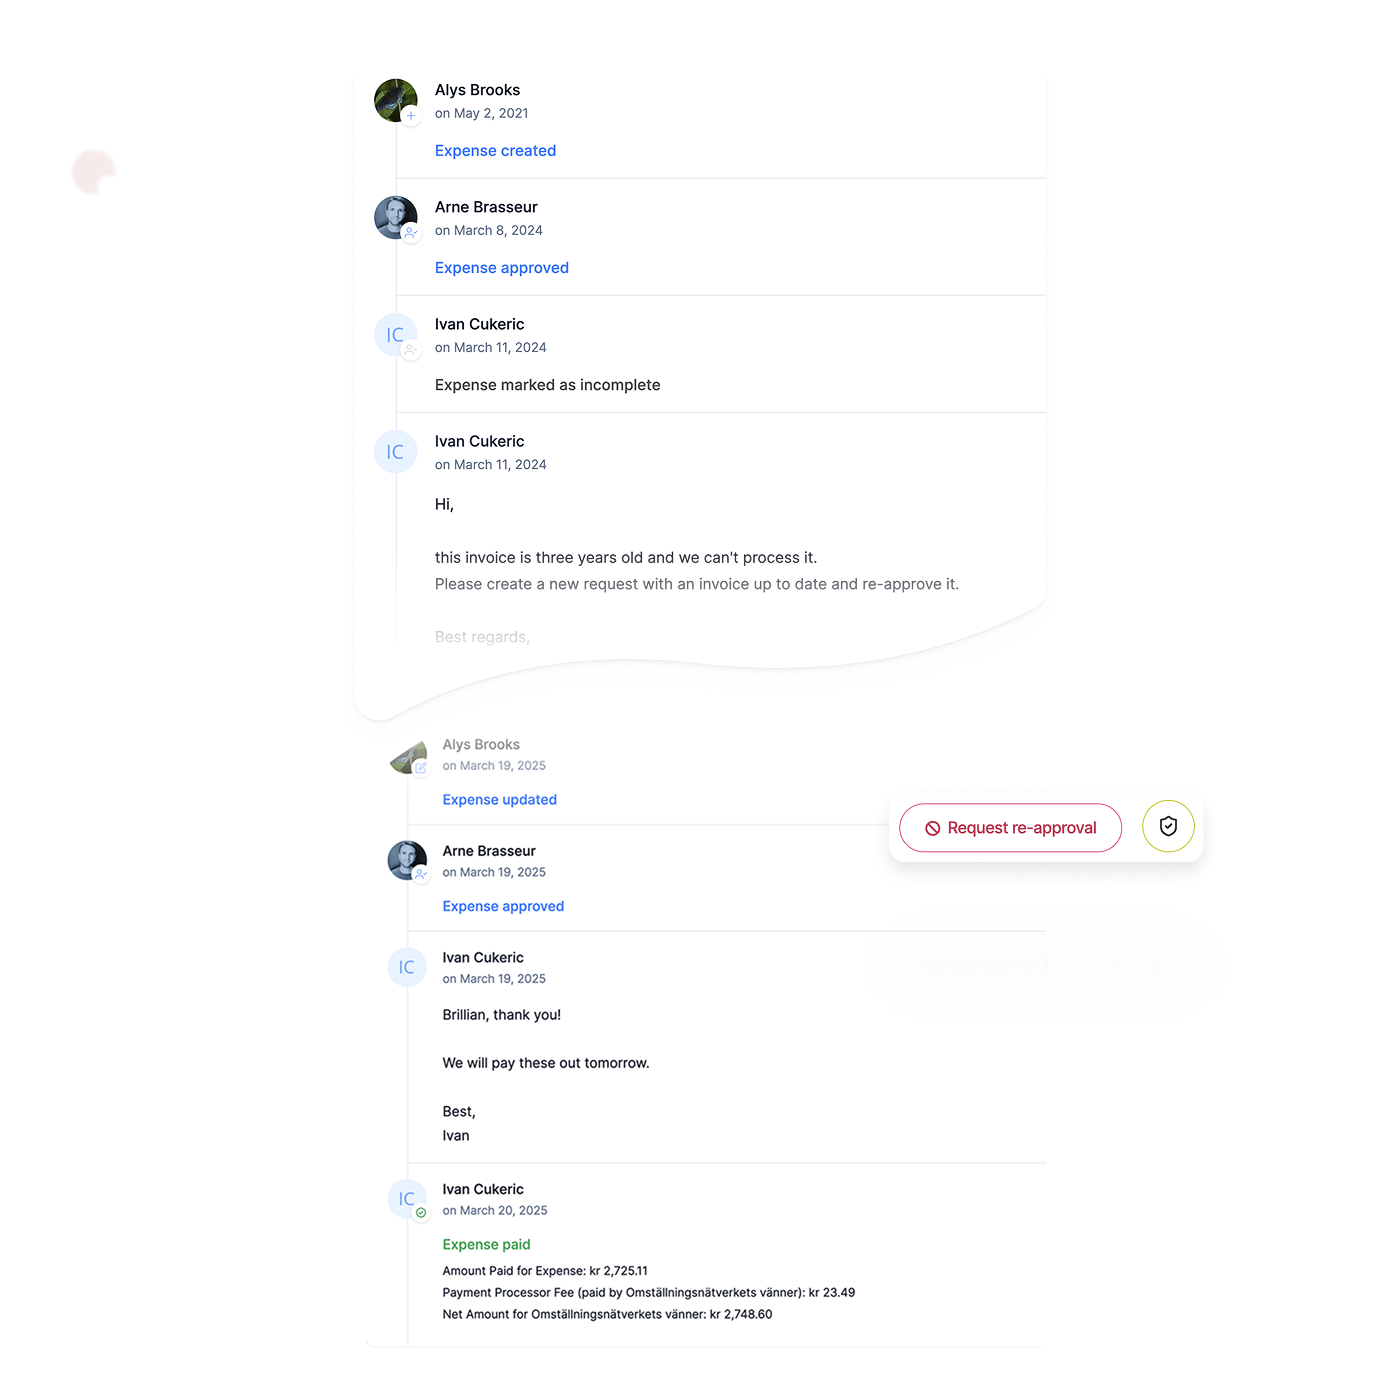 Alys Brooks
on May 2, 2021
Expense created
Arne Brasseur
on March 8, 2024
Expense approved
IC
Ivan Cukeric
on March 11, 2024
Expense marked as incomplete
IC
Ivan Cukeric
on March 11, 2024
Hi,
this invoice is three years old and we can't process it.
Please create a new request with an invoice up to date and re-approve it.
Best regards,
Alys Brooks
on March 19, 2025
Expense updated
Request re-approval
Arne Brasseur
on March 19, 2025
Expense approved
IC
Ivan Cukeric
on March 19, 2025
Brillian, thank you!
We will pay these out tomorrow.
Best,
Ivan
IC
Ivan Cukeric
on March 20, 2025
Expense paid
Amount Paid for Expense: kr 2,725.11
Payment Processor Fee (paid by Omställningsnätverkets vänner): kr 23.49
Net Amount for Omställningsnätverkets vänner: kr 2,748.60